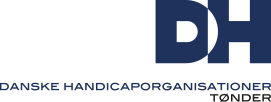 DH
DANSKE HANDICAPORGANISATIONER
TØNDER